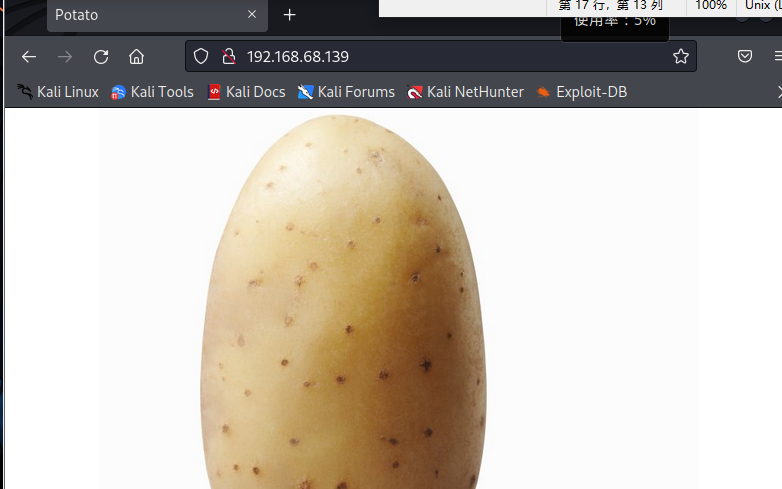 第 17 行，第 13 列 100% Unix (L
使用率：5%
Potato
192.168.68.139
Kali Linux Kali Tools Kali Docs Kali Forums Kali NetHunter Exploit-DB